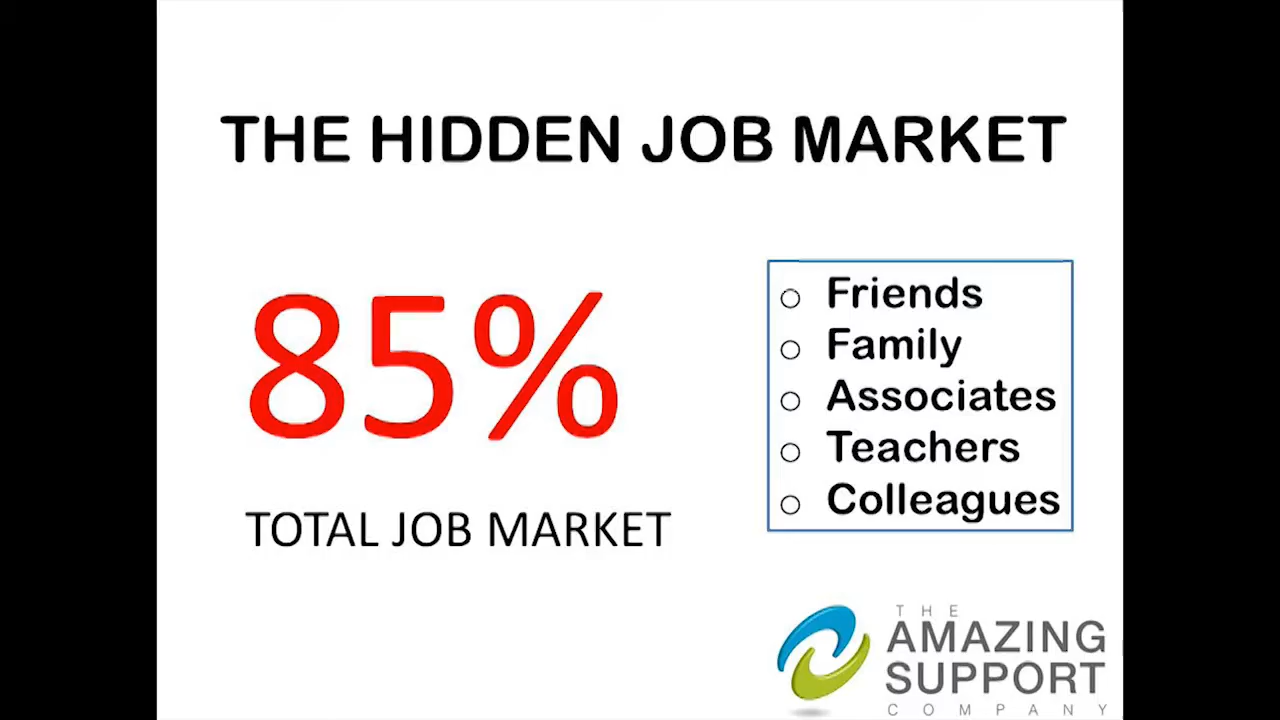 THE HIDDEN JOB MARKET
85%
TOTAL JOB MARKET
Friends
Family
Associates
Teachers
Colleagues
THE
AMAZING
SUPPORT
COMPANY